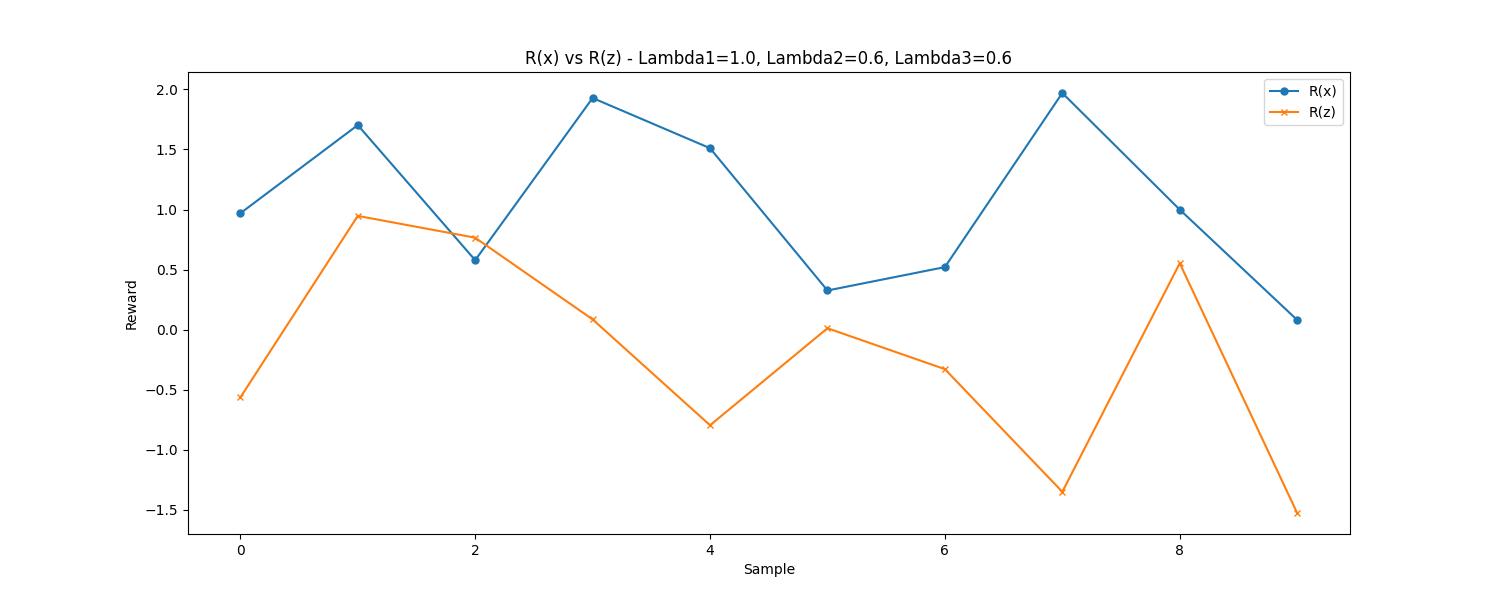 R(x) vs R(z) - Lambda1=1.0, Lambda2=0.6, Lambda3=0.6
R(x)
R(z)
2.0
1.5
1.0
0.5
0.0
−0.5
−1.0
−1.5
Reward
0 2 4 6 8
Sample